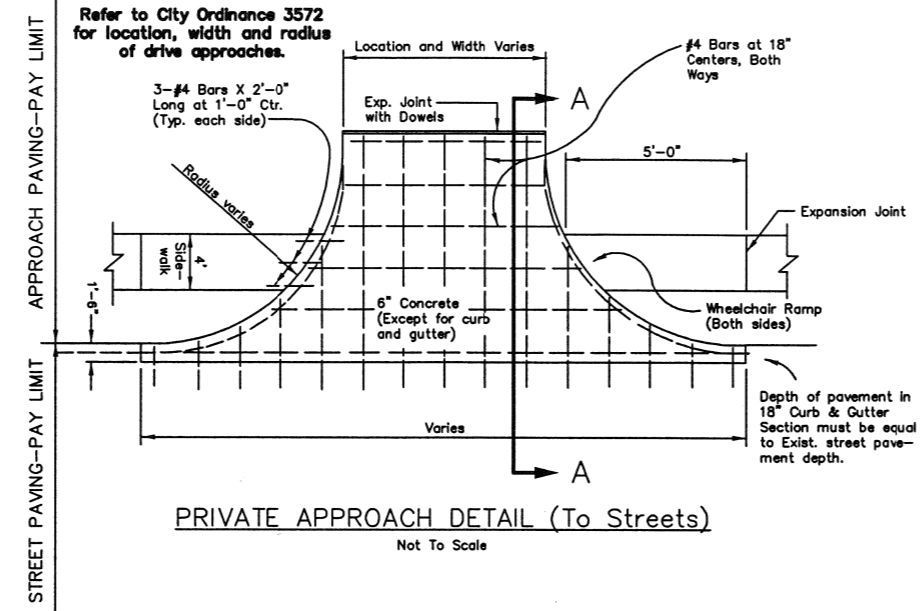 Refer to City Ordinance 3572
for location, width and radius
of drive approaches.
Location and Width Varies
#4 Bars at 18"
Centers, Both
Ways
3-#4 Bars X 2'-0"
Long at 1'-0" Ctr.
(Typ. each side)
Exp. Joint
with Dowels
A
5'-0"
Radius varies
Expansion Joint
4'
Side-
walk
1'-6"
6" Concrete
(Except for curb
and gutter)
Wheelchair Ramp
(Both sides)
Depth of pavement in
18" Curb & Gutter
Section must be equal
to Exist. street pave-
ment depth.
Varies
A
PRIVATE APPROACH DETAIL (To Streets)
Not To Scale
APPROACH PAVING-PAY LIMIT
STREET PAVING-PAY LIMIT